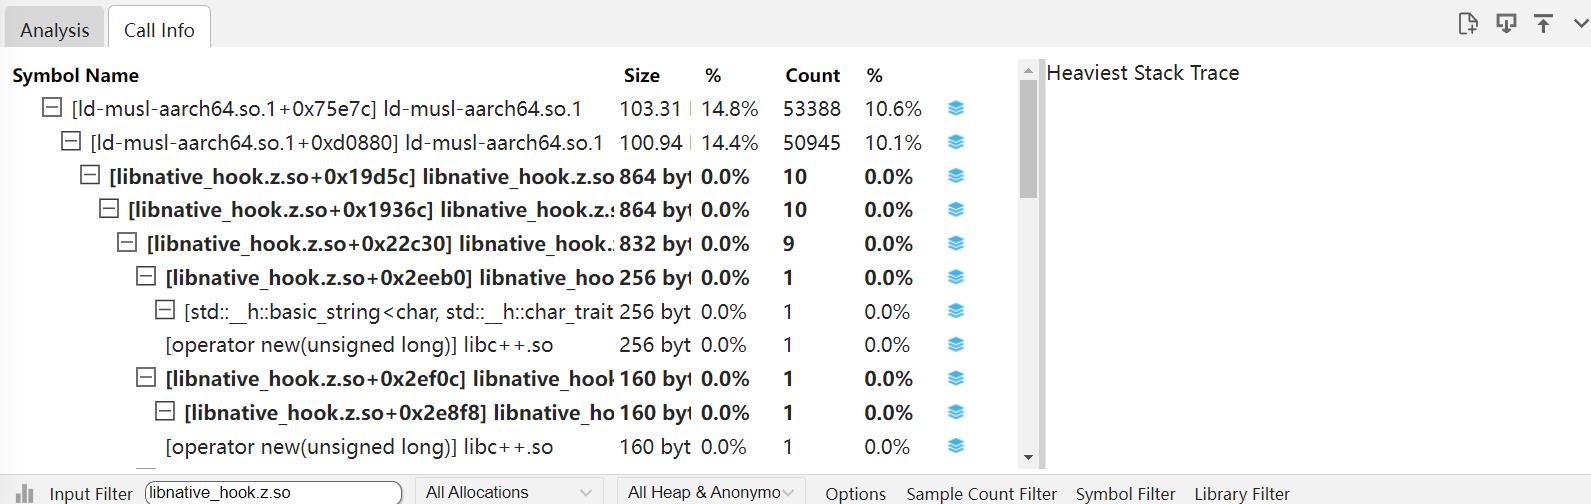 Analysis Call Info
Symbol Name Size % Count % Heaviest Stack Trace
[ld-musl-aarch64.so.1+0x75e7c] ld-musl-aarch64.so.1 103.31 14.8% 53388 10.6%
[ld-musl-aarch64.so.1+0xd0880] ld-musl-aarch64.so.1 100.94 14.4% 50945 10.1%
[libnative_hook.z.so+0x19d5c] libnative_hook.z.so 864 byt 0.0% 10 0.0%
[libnative_hook.z.so+0x1936c] libnative_hook.z.s 864 byt 0.0% 10 0.0%
[libnative_hook.z.so+0x22c30] libnative_hook. 832 byt 0.0% 9 0.0%
[libnative_hook.z.so+0x2eeb0] libnative_hoo 256 byt 0.0% 1 0.0%
[std::__h::basic_string<char, std::__h::char_trait 256 byt 0.0% 1 0.0%
[operator new(unsigned long)] libc++.so 256 byt 0.0% 1 0.0%
[libnative_hook.z.so+0x2ef0c] libnative_hook 160 byt 0.0% 1 0.0%
[libnative_hook.z.so+0x2e8f8] libnative_ho 160 byt 0.0% 1 0.0%
[operator new(unsigned long)] libc++.so 160 byt 0.0% 1 0.0%
Input Filter libnative_hook.z.so All Allocations All Heap & Anonymo Options Sample Count Filter Symbol Filter Library Filter